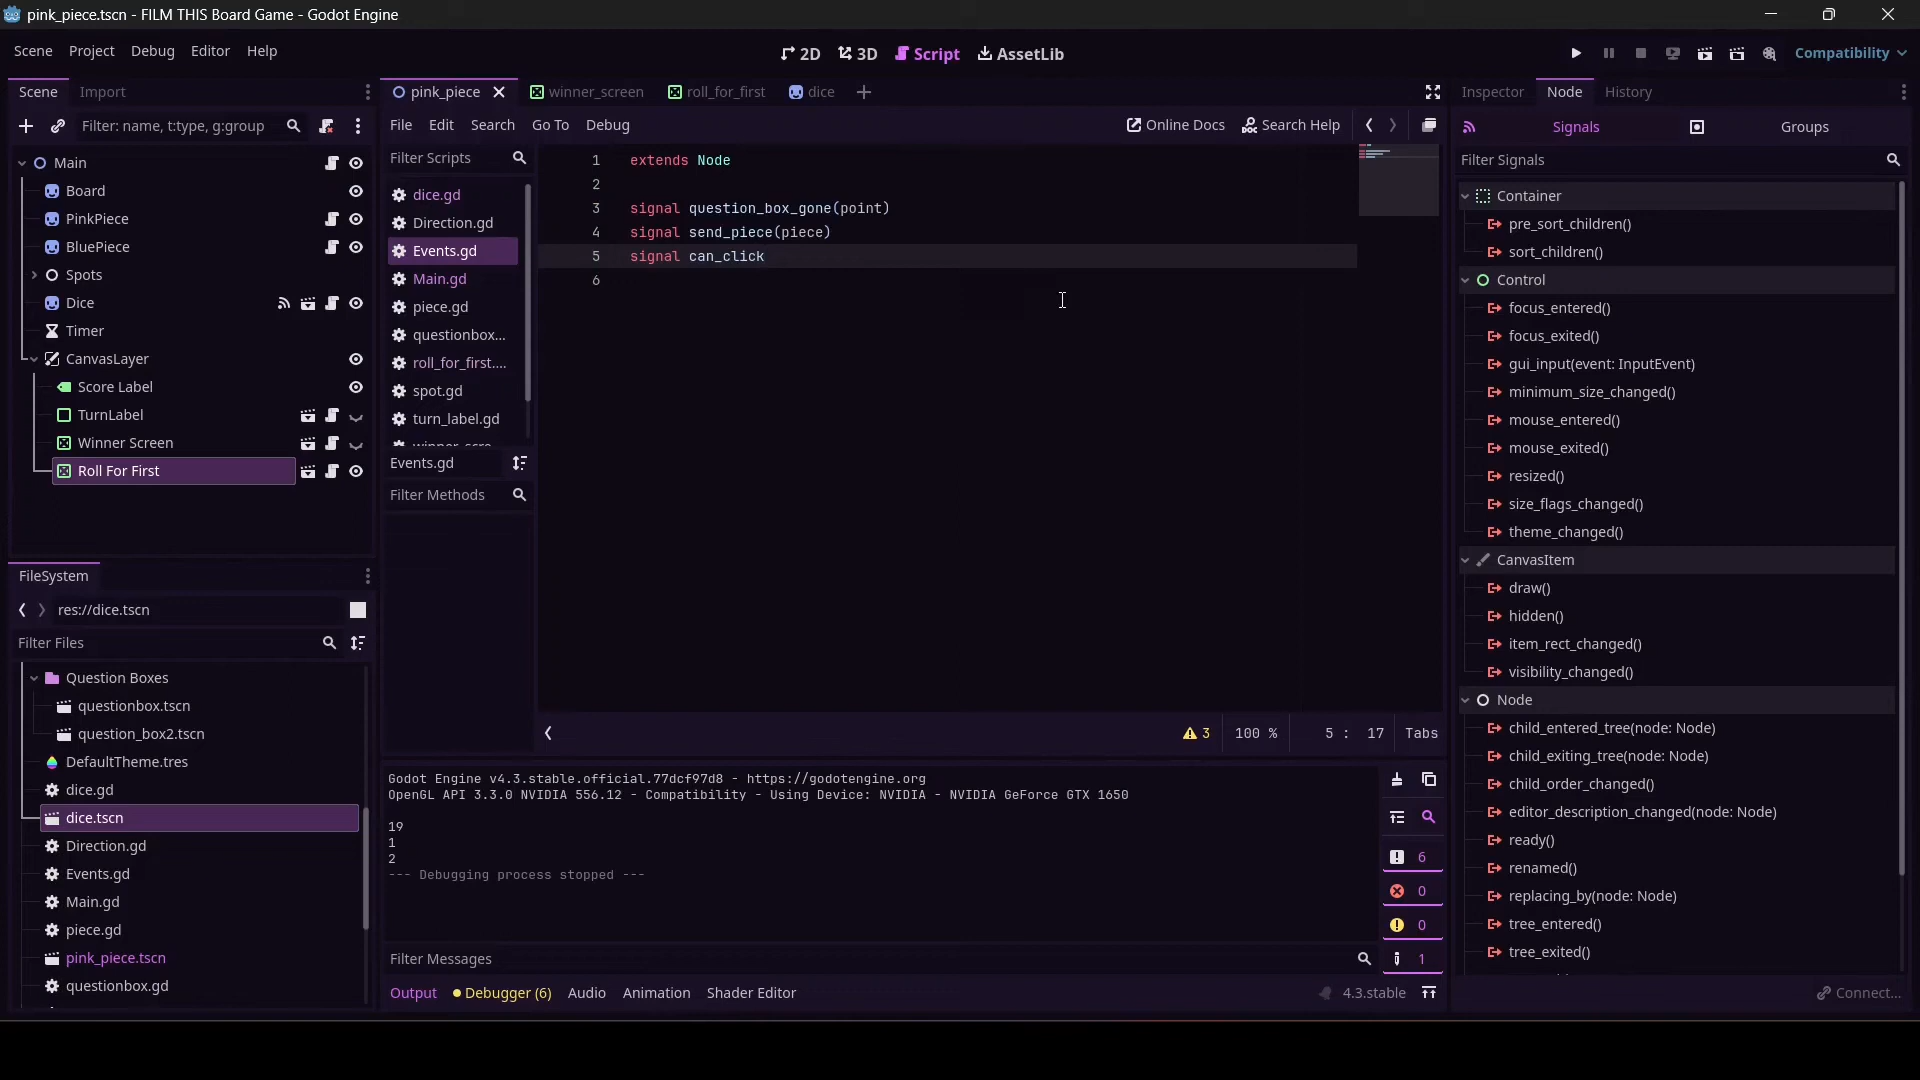 pink_piece.tscn - FILM THIS Board Game - Godot Engine
Scene Project Debug Editor Help
2D 3D Script AssetLib
Compatibility
Scene Import
Filter: name, t:type, g:group
Main
Board
PinkPiece
BluePiece
Spots
Dice
Timer
CanvasLayer
Score Label
TurnLabel
Winner Screen
Roll For First
FileSystem
res://dice.tscn
Filter Files
Question Boxes
questionbox.tscn
question_box2.tscn
DefaultTheme.tres
dice.gd
dice.tscn
Direction.gd
Events.gd
Main.gd
piece.gd
pink_piece.tscn
questionbox.gd
pink_piece winner_screen roll_for_first dice
File Edit Search Go To Debug
Online Docs Search Help
Filter Scripts
dice.gd
Direction.gd
Events.gd
Main.gd
piece.gd
questionbox...
roll_for_first....
spot.gd
turn_label.gd
Events.gd
Filter Methods
1 extends Node
2
3 signal question_box_gone(point)
4 signal send_piece(piece)
5 signal can_click
6
3 100 % 5 : 17 Tabs
Godot Engine v4.3.stable.official.77dcf97d8 - https://godotengine.org
OpenGL API 3.3.0 NVIDIA 556.12 - Compatibility - Using Device: NVIDIA - NVIDIA GeForce GTX 1650
19
1
2
--- Debugging process stopped ---
6
0
0
1
Filter Messages
Output Debugger (6) Audio Animation Shader Editor
4.3.stable
Inspector Node History
Signals Groups
Filter Signals
Container
pre_sort_children()
sort_children()
Control
focus_entered()
focus_exited()
gui_input(event: InputEvent)
minimum_size_changed()
mouse_entered()
mouse_exited()
resized()
size_flags_changed()
theme_changed()
CanvasItem
draw()
hidden()
item_rect_changed()
visibility_changed()
Node
child_entered_tree(node: Node)
child_exiting_tree(node: Node)
child_order_changed()
editor_description_changed(node: Node)
ready()
renamed()
replacing_by(node: Node)
tree_entered()
tree_exited()
Connect...